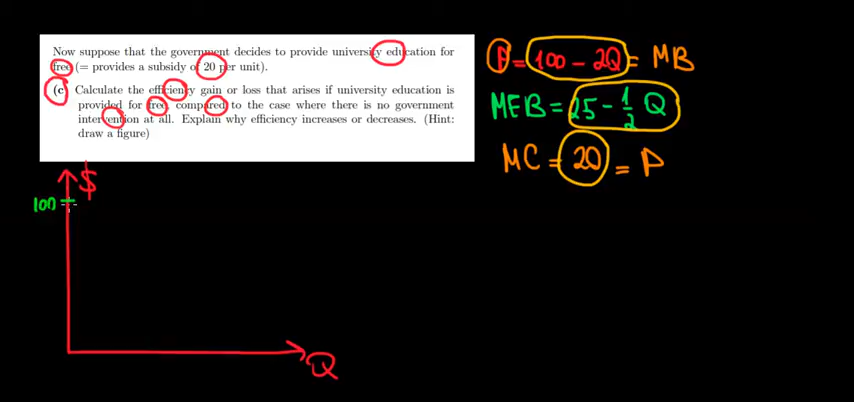 Now suppose that the government decides to provide university education for
free (= provides a subsidy of 20 per unit).
(c) Calculate the efficiency gain or loss that arises if university education is
provided for free, compared to the case where there is no government
intervention at all. Explain why efficiency increases or decreases. (Hint:
draw a figure)
P = 100 - 2Q = MB
MEB = 25 - 1/2 Q
MC = 20 = P
$
100
Q